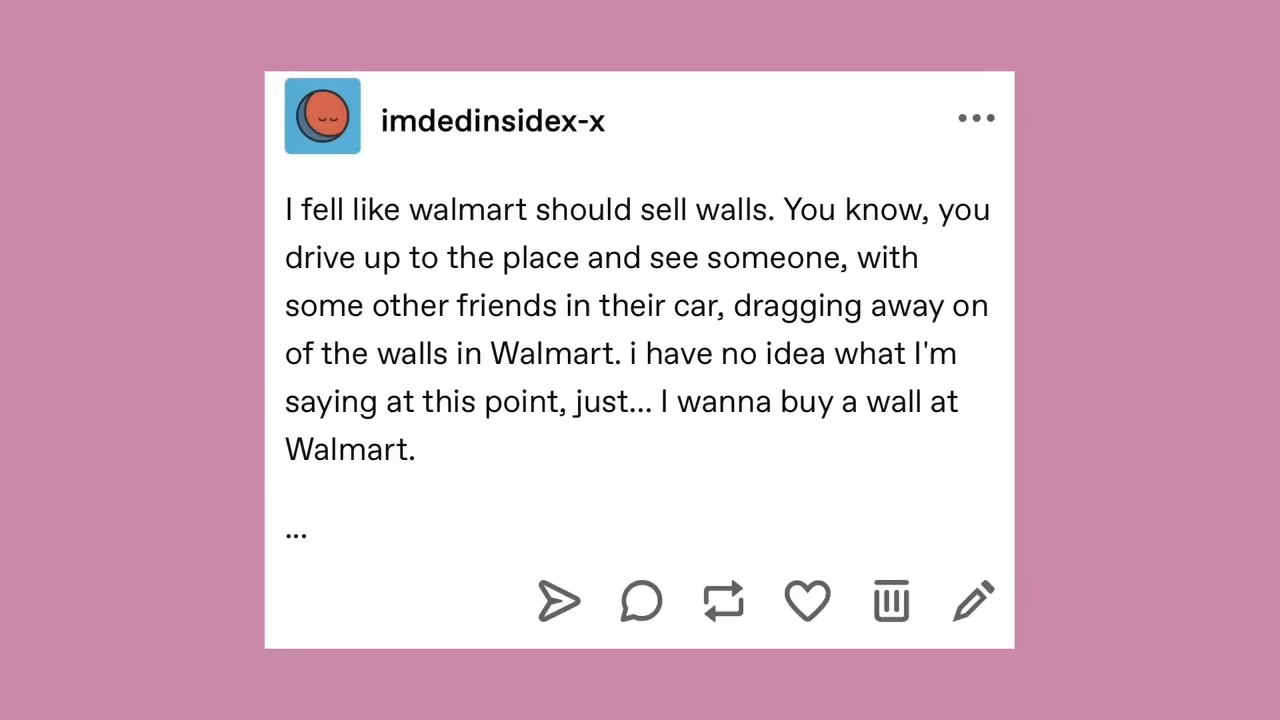 imdedinsidex-x
I fell like walmart should sell walls. You know, you
drive up to the place and see someone, with
some other friends in their car, dragging away on
of the walls in Walmart. i have no idea what I'm
saying at this point, just... I wanna buy a wall at
Walmart.
...